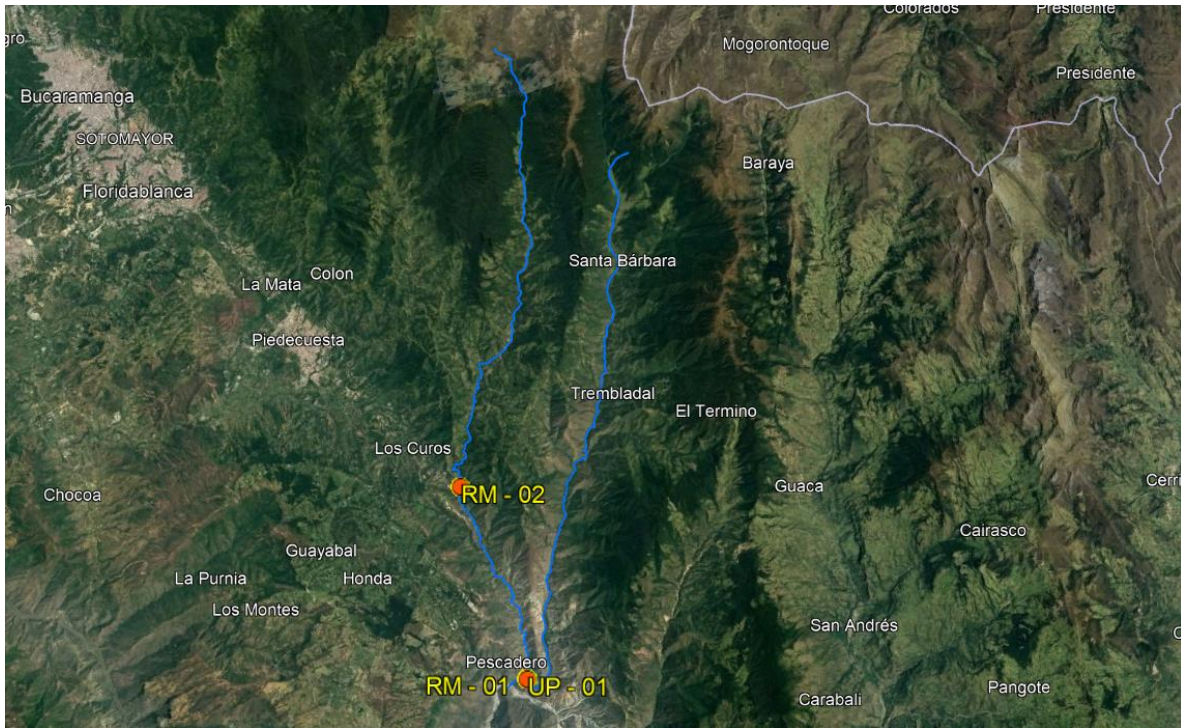 Colorados
Presidente
gro
Mogorontoque
Presidente
Bucaramanga
SOTOMAYOR
Baraya
Floridablanca
Santa Bárbara
Colon
La Mata
Piedecuesta
Trembladal
El Termino
Los Curos
RM - 02
Guaca
Cerri
Chocoa
Cairasco
Guayabal
La Purnia
Honda
Los Montes
San Andrés
Pescadero
RM - 01
UP - 01
Pangote
Carabali